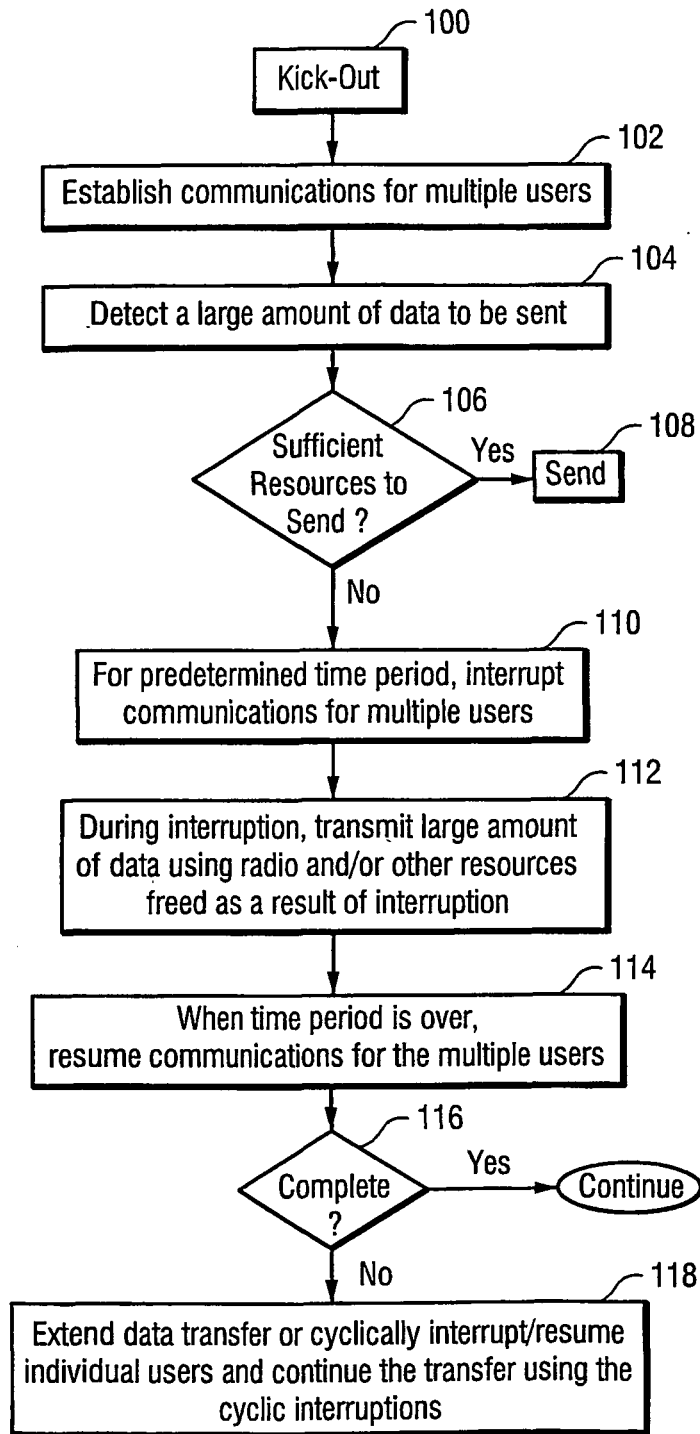 100
Kick-Out
102
Establish communications for multiple users
104
Detect a large amount of data to be sent
106
Sufficient
Resources to
Send ?
Yes
108
Send
No
110
For predetermined time period, interrupt
communications for multiple users
112
During interruption, transmit large amount
of data using radio and/or other resources
freed as a result of interruption
114
When time period is over,
resume communications for the multiple users
116
Complete
?
Yes
Continue
No
118
Extend data transfer or cyclically interrupt/resume
individual users and continue the transfer using the
cyclic interruptions